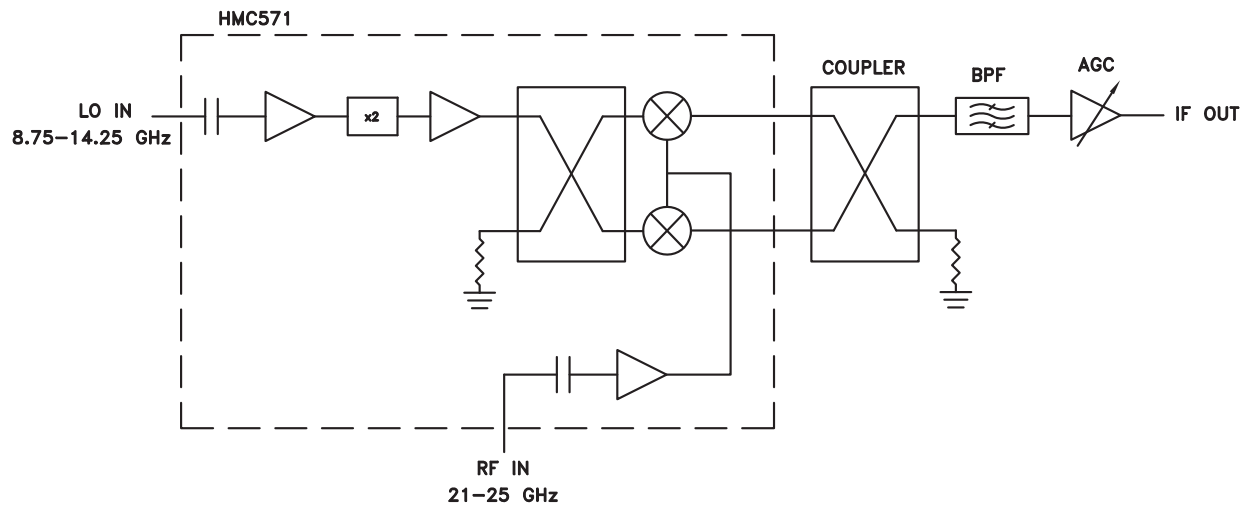 HMC571
LO IN
8.75-14.25 GHz
x2
COUPLER
BPF
AGC
IF OUT
RF IN
21-25 GHz